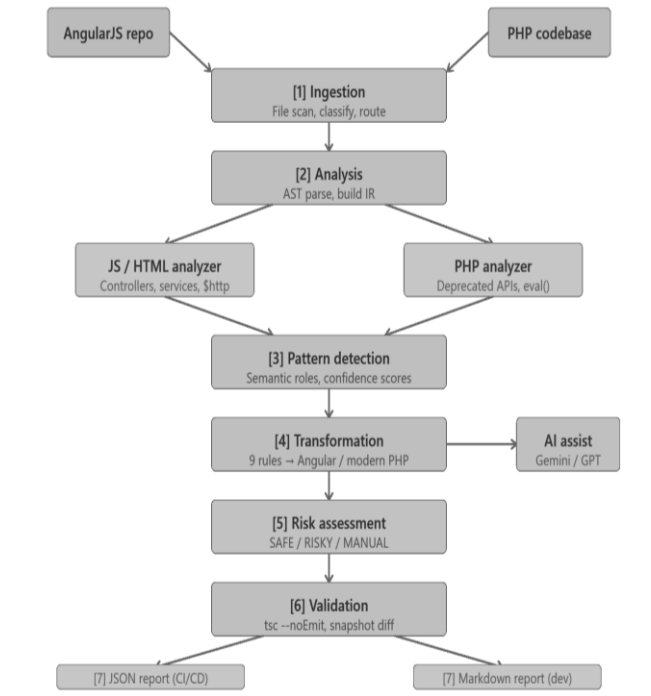 AngularJS repo
PHP codebase
[1] Ingestion
File scan, classify, route
[2] Analysis
AST parse, build IR
JS / HTML analyzer
Controllers, services, $http
PHP analyzer
Deprecated APIs, eval()
[3] Pattern detection
Semantic roles, confidence scores
[4] Transformation
9 rules → Angular / modern PHP
AI assist
Gemini / GPT
[5] Risk assessment
SAFE / RISKY / MANUAL
[6] Validation
tsc --noEmit, snapshot diff
[7] JSON report (CI/CD)
[7] Markdown report (dev)